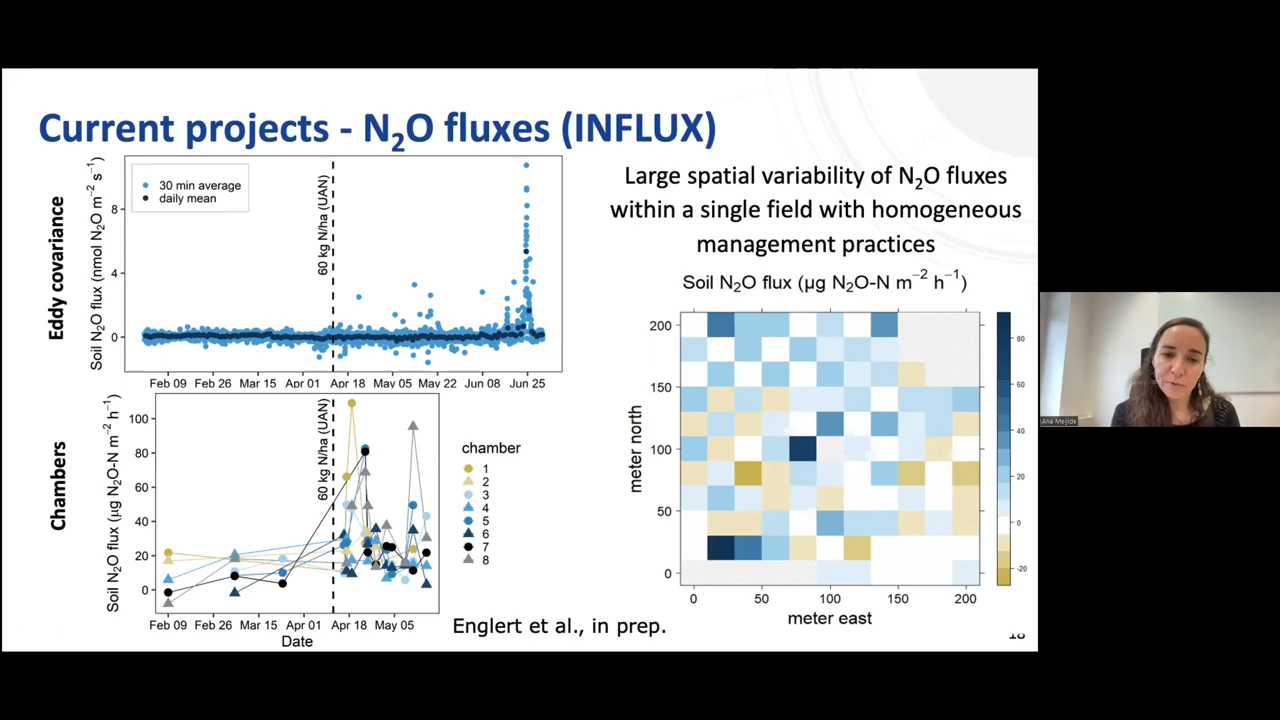 Current projects - N₂O fluxes (INFLUX)
Eddy covariance
Soil N₂O flux (nmol N₂O m⁻² s⁻¹)
8
4
0
30 min average
daily mean
60 kg N/ha (UAN)
Feb 09 Feb 26 Mar 15 Apr 01 Apr 18 May 05 May 22 Jun 08 Jun 25
Chambers
Soil N₂O flux (µg N₂O-N m⁻² h⁻¹)
100
80
60
40
20
0
60 kg N/ha (UAN)
Feb 09 Feb 26 Mar 15 Apr 01 Apr 18 May 05
Date
chamber
1
2
3
4
5
6
7
8
Englert et al., in prep.
Large spatial variability of N₂O fluxes
within a single field with homogeneous
management practices
Soil N₂O flux (µg N₂O-N m⁻² h⁻¹)
meter north
200
150
100
50
0
0 50 100 150 200
meter east
80
60
40
20
0
-20
18
Ana Meijide